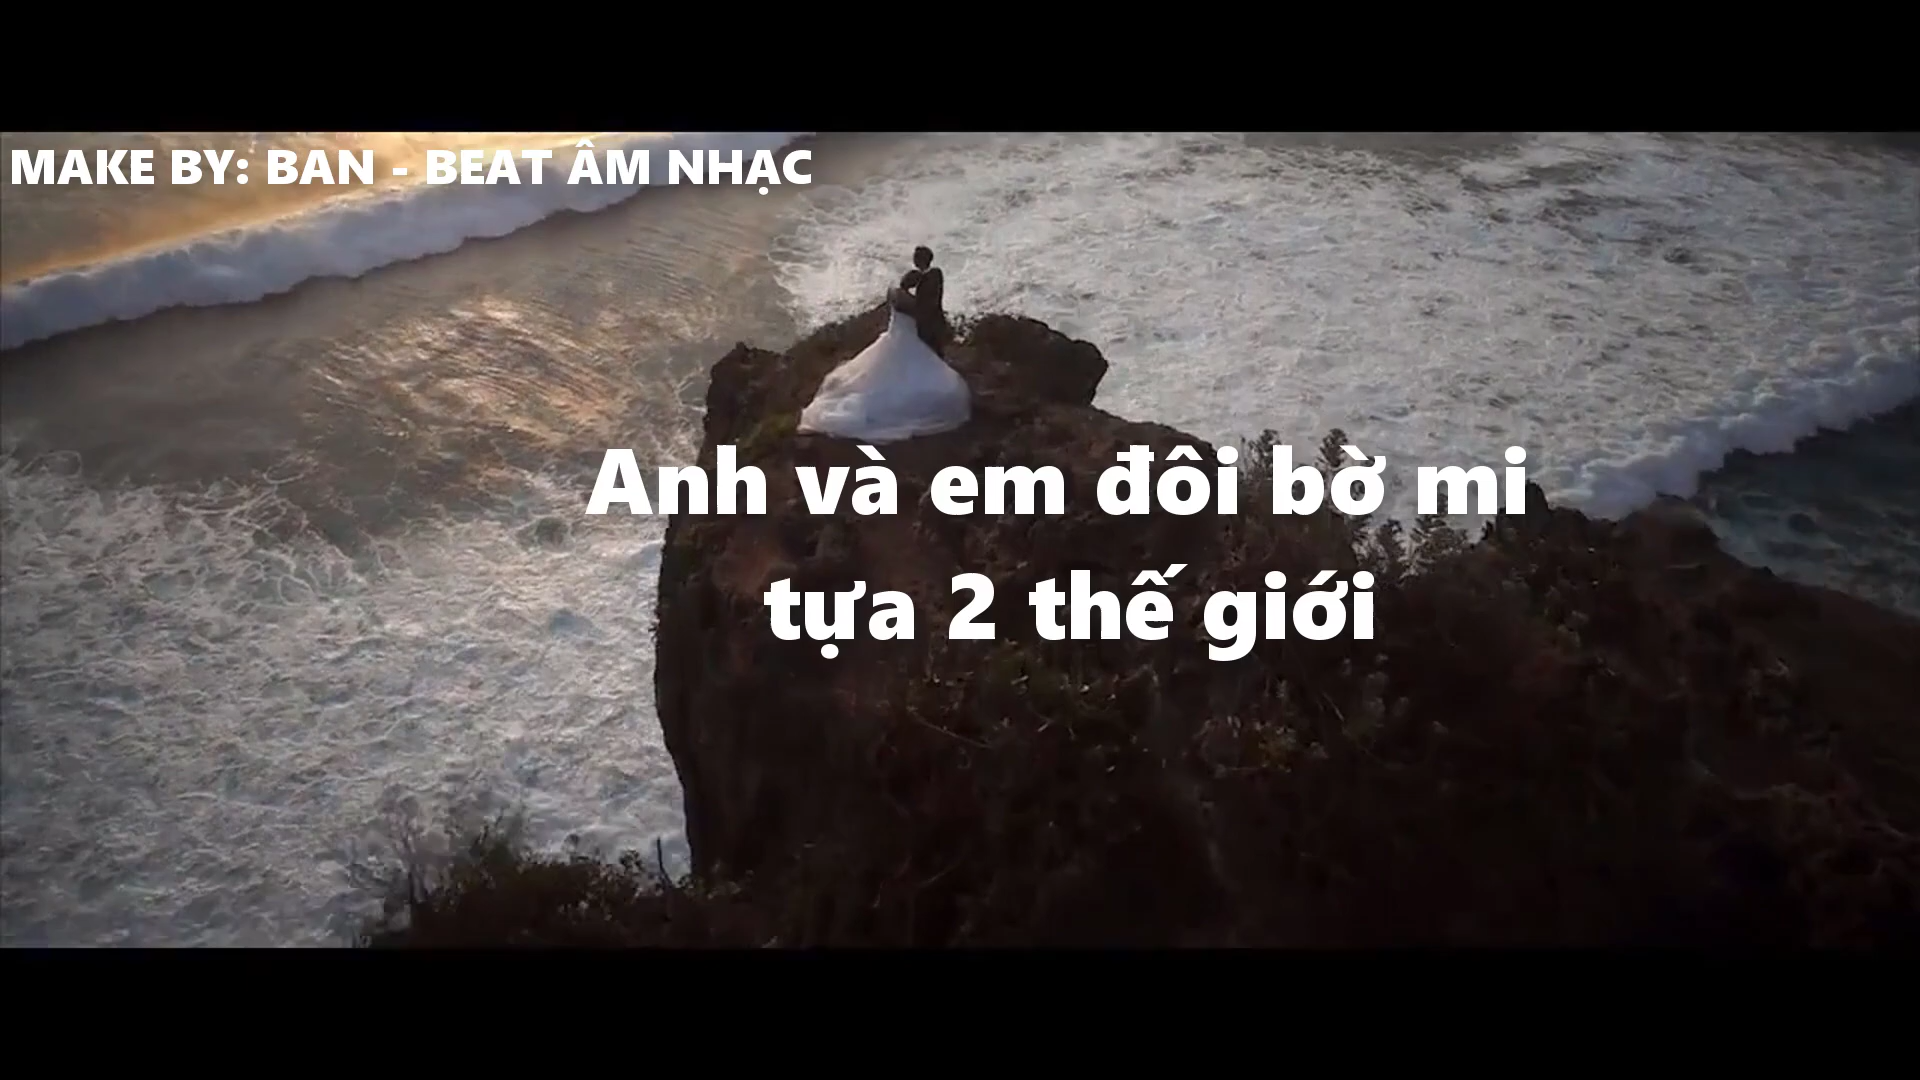 MAKE BY: BAN - BEAT ÂM NHẠC
Anh và em đôi bờ mi
tựa 2 thế giới